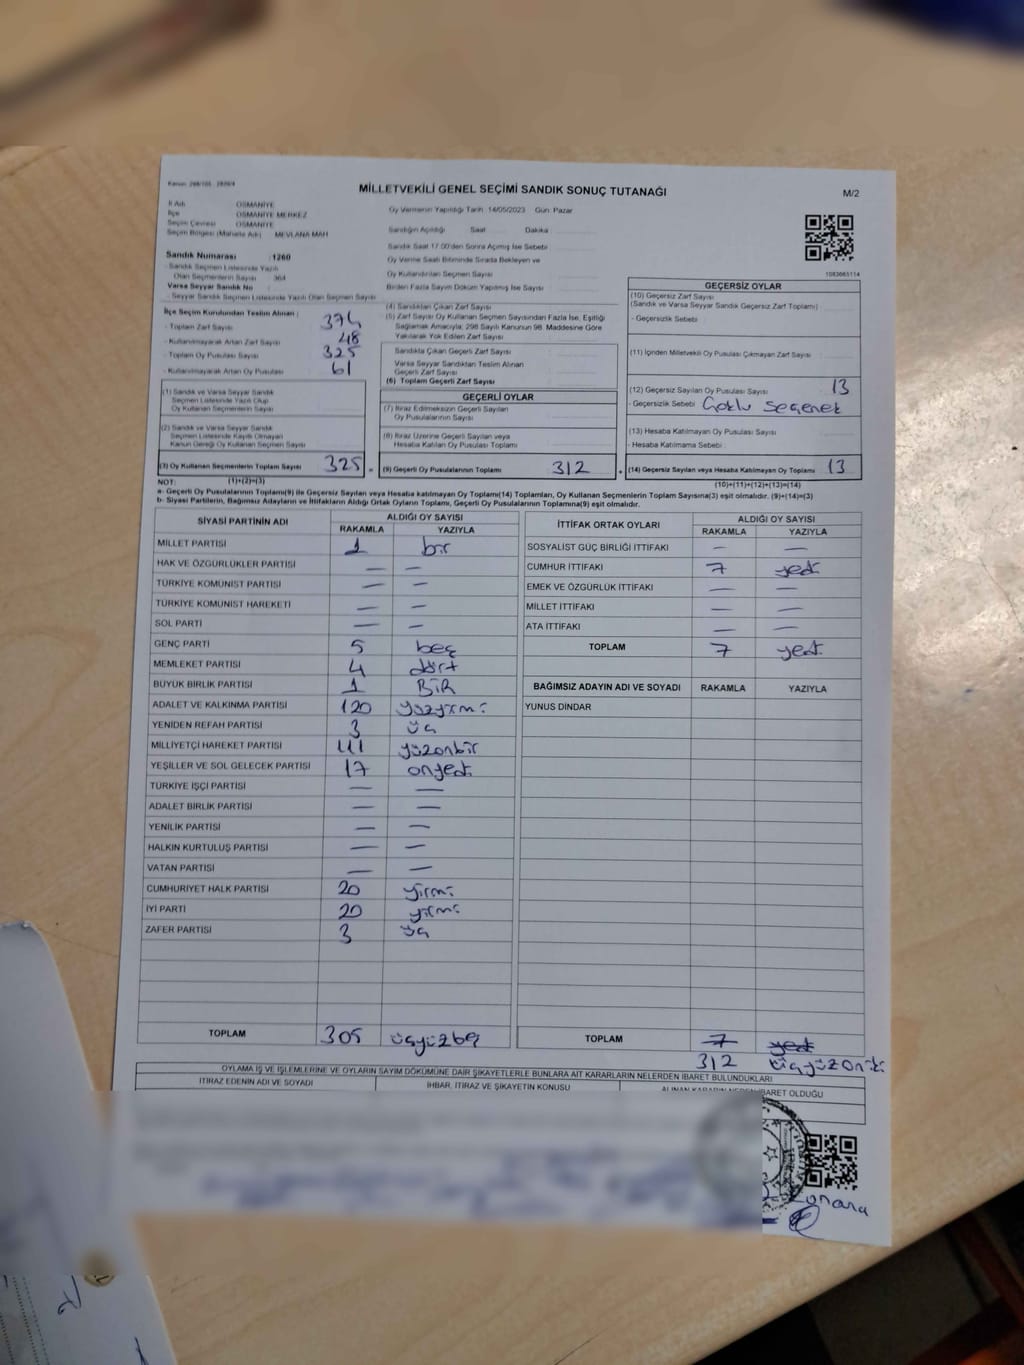 Kanun: 298/105 - 2839/4
MİLLETVEKİLİ GENEL SEÇİMİ SANDIK SONUÇ TUTANAĞI
M/2
İl Adı OSMANİYE
İlçe OSMANİYE MERKEZ
Seçim Çevresi OSMANİYE
Seçim Bölgesi (Mahalle Adı) MEVLANA MAH
Oy Vermenin Yapıldığı Tarih :14/05/2023 Gün: Pazar
Sandığın Açıldığı Saat Dakika
Sandık Saat 17.00'den Sonra Açılmış İse Sebebi
Oy Verme Saati Bitiminde Sırada Bekleyen ve
Oy Kullandırılan Seçmen Sayısı
Birden Fazla Sayım Döküm Yapılmış İse Sayısı
Sandık Numarası :1260
- Sandık Seçmen Listesinde Yazılı
Olan Seçmenlerin Sayısı : 364
Varsa Seyyar Sandık No
- Seyyar Sandık Seçmen Listesinde Yazılı Olan Seçmen Sayısı
İlçe Seçim Kurulundan Teslim Alınan :
- Toplam Zarf Sayısı 374
- Kullanılmayarak Artan Zarf Sayısı 48
- Toplam Oy Pusulası Sayısı 325
- Kullanılmayarak Artan Oy Pusulası Sayısı 61
(1) Sandık ve Varsa Seyyar Sandık
Seçmen Listesinde Yazılı Olup
Oy Kullanan Seçmenlerin Sayısı
(2) Sandık ve Varsa Seyyar Sandık
Seçmen Listesinde Kayıtlı Olmayan
Kanun Gereği Oy Kullanan Seçmen Sayısı
(3) Oy Kullanan Seçmenlerin Toplam Sayısı 325 =
(4) Sandıktan Çıkan Zarf Sayısı
(5) Zarf Sayısı Oy Kullanan Seçmen Sayısından Fazla İse, Eşitliği
Sağlamak Amacıyla; 298 Sayılı Kanunun 98. Maddesine Göre
Yakılarak Yok Edilen Zarf Sayısı
Sandıkta Çıkan Geçerli Zarf Sayısı
Varsa Seyyar Sandıktan Teslim Alınan
Geçerli Zarf Sayısı
(6) Toplam Geçerli Zarf Sayısı
GEÇERLİ OYLAR
(7) İtiraz Edilmeksizin Geçerli Sayılan
Oy Pusulalarının Sayısı
(8) İtiraz Üzerine Geçerli Sayılan veya
Hesaba Katılan Oy Pusulaları Toplamı
(9) Geçerli Oy Pusulalarının Toplamı 312 +
1083663114
GEÇERSİZ OYLAR
(10) Geçersiz Zarf Sayısı
(Sandık ve Varsa Seyyar Sandık Geçersiz Zarf Toplamı)
- Geçersizlik Sebebi
(11) İçinden Milletvekili Oy Pusulası Çıkmayan Zarf Sayısı
(12) Geçersiz Sayılan Oy Pusulası Sayısı 13
- Geçersizlik Sebebi Çoklu seçenek
(13) Hesaba Katılmayan Oy Pusulası Sayısı
- Hesaba Katılmama Sebebi
(14) Geçersiz Sayılan veya Hesaba Katılmayan Oy Toplamı 13
NOT: (1)+(2)=(3) (10)+(11)+(12)+(13)=(14)
a- Geçerli Oy Pusulalarının Toplamı(9) ile Geçersiz Sayılan veya Hesaba katılmayan Oy Toplamı(14) Toplamları, Oy Kullanan Seçmenlerin Toplam Sayısına(3) eşit olmalıdır. (9)+(14)=(3)
b- Siyasi Partilerin, Bağımsız Adayların ve İttifakların Aldığı Ortak Oyların Toplamı, Geçerli Oy Pusulalarının Toplamına(9) eşit olmalıdır.
SİYASİ PARTİNİN ADI ALDIĞI OY SAYISI
RAKAMLA YAZIYLA
MİLLET PARTİSİ 1 bir
HAK VE ÖZGÜRLÜKLER PARTİSİ — —
TÜRKİYE KOMÜNİST PARTİSİ — —
TÜRKİYE KOMÜNİST HAREKETİ — —
SOL PARTİ — —
GENÇ PARTİ 5 beş
MEMLEKET PARTİSİ 4 dört
BÜYÜK BİRLİK PARTİSİ 1 BİR
ADALET VE KALKINMA PARTİSİ 120 yüzyirmi
YENİDEN REFAH PARTİSİ 3 üç
MİLLİYETÇİ HAREKET PARTİSİ 111 yüzonbir
YEŞİLLER VE SOL GELECEK PARTİSİ 17 onyedi
TÜRKİYE İŞÇİ PARTİSİ — —
ADALET BİRLİK PARTİSİ — —
YENİLİK PARTİSİ — —
HALKIN KURTULUŞ PARTİSİ — —
VATAN PARTİSİ — —
CUMHURİYET HALK PARTİSİ 20 yirmi
İYİ PARTİ 20 yirmi
ZAFER PARTİSİ 3 üç
TOPLAM 305 üçyüzbeş
İTTİFAK ORTAK OYLARI ALDIĞI OY SAYISI
RAKAMLA YAZIYLA
SOSYALİST GÜÇ BİRLİĞİ İTTİFAKI — —
CUMHUR İTTİFAKI 7 yedi
EMEK VE ÖZGÜRLÜK İTTİFAKI — —
MİLLET İTTİFAKI — —
ATA İTTİFAKI — —
TOPLAM 7 yedi
BAĞIMSIZ ADAYIN ADI VE SOYADI RAKAMLA YAZIYLA
YUNUS DİNDAR
TOPLAM 7 yedi
312 üçyüzoniki
OYLAMA İŞ VE İŞLEMLERİNE VE OYLARIN SAYIM DÖKÜMÜNE DAİR ŞİKAYETLERLE BUNLARA AİT KARARLARIN NELERDEN İBARET BULUNDUKLARI
İTİRAZ EDENİN ADI VE SOYADI İHBAR, İTİRAZ VE ŞİKAYETİN KONUSU ALINAN KARARIN NEDEN İBARET OLDUĞU